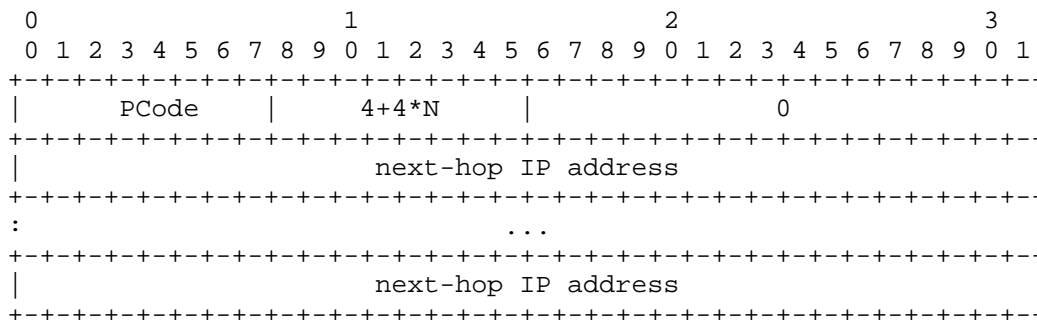 0                   1                   2                   3
 0 1 2 3 4 5 6 7 8 9 0 1 2 3 4 5 6 7 8 9 0 1 2 3 4 5 6 7 8 9 0 1
+-+-+-+-+-+-+-+-+-+-+-+-+-+-+-+-+-+-+-+-+-+-+-+-+-+-+-+-+-+-+-+-+-
|      PCode    |     4+4*N     |               0
+-+-+-+-+-+-+-+-+-+-+-+-+-+-+-+-+-+-+-+-+-+-+-+-+-+-+-+-+-+-+-+-+-
|                      next-hop IP address
+-+-+-+-+-+-+-+-+-+-+-+-+-+-+-+-+-+-+-+-+-+-+-+-+-+-+-+-+-+-+-+-+-
:                              ...
+-+-+-+-+-+-+-+-+-+-+-+-+-+-+-+-+-+-+-+-+-+-+-+-+-+-+-+-+-+-+-+-+-
|                      next-hop IP address
+-+-+-+-+-+-+-+-+-+-+-+-+-+-+-+-+-+-+-+-+-+-+-+-+-+-+-+-+-+-+-+-+-